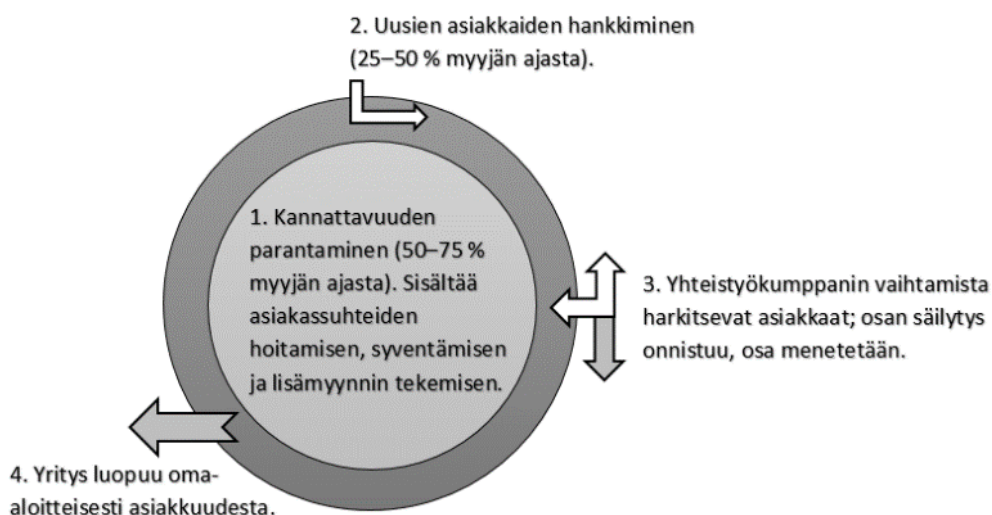 2. Uusien asiakkaiden hankkiminen
(25–50 % myyjän ajasta).
1. Kannattavuuden
parantaminen (50–75 %
myyjän ajasta). Sisältää
asiakassuhteiden
hoitamisen, syventämisen
ja lisämyynnin tekemisen.
3. Yhteistyökumppanin vaihtamista
harkitsevat asiakkaat; osan säilytys
onnistuu, osa menetetään.
4. Yritys luopuu oma-
aloitteisesti asiakkuudesta.